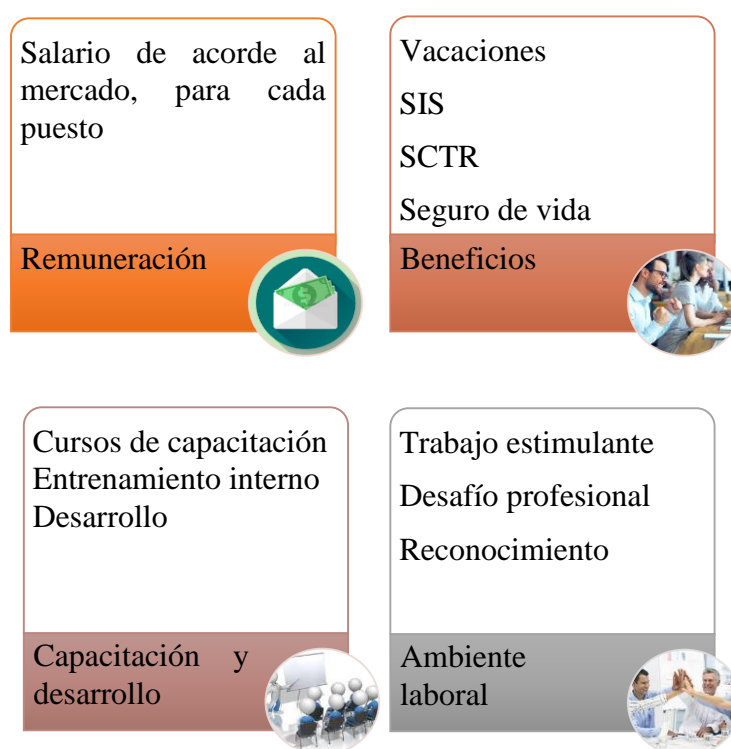 Salario de acorde al
mercado, para cada
puesto
Remuneración
Vacaciones
SIS
SCTR
Seguro de vida
Beneficios
Cursos de capacitación
Entrenamiento interno
Desarrollo
Capacitación y
desarrollo
Trabajo estimulante
Desafío profesional
Reconocimiento
Ambiente
laboral